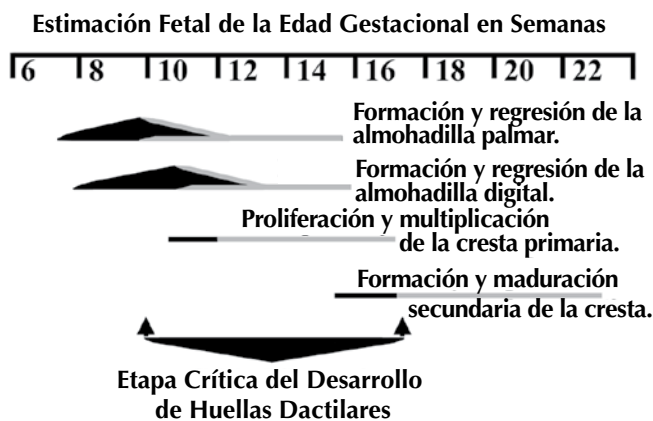 Estimación Fetal de la Edad Gestacional en Semanas
6 8 10 12 14 16 18 20 22
Formación y regresión de la
almohadilla palmar.
Formación y regresión de la
almohadilla digital.
Proliferación y multiplicación
de la cresta primaria.
Formación y maduración
secundaria de la cresta.
Etapa Crítica del Desarrollo
de Huellas Dactilares